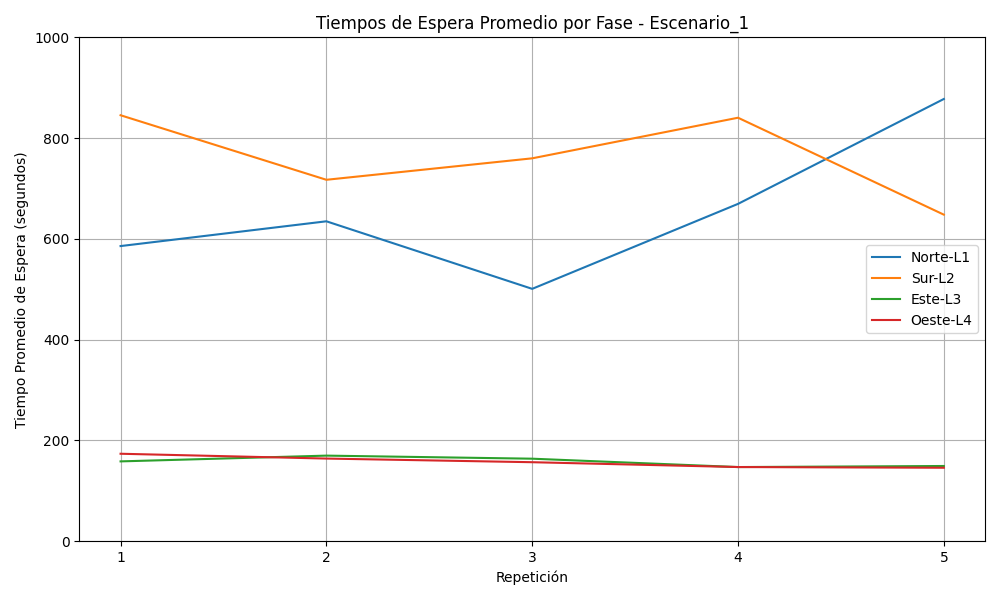 Tiempos de Espera Promedio por Fase - Escenario_1
Tiempo Promedio de Espera (segundos)
1000
800
600
400
200
0
1 2 3 4 5
Repetición
Norte-L1
Sur-L2
Este-L3
Oeste-L4